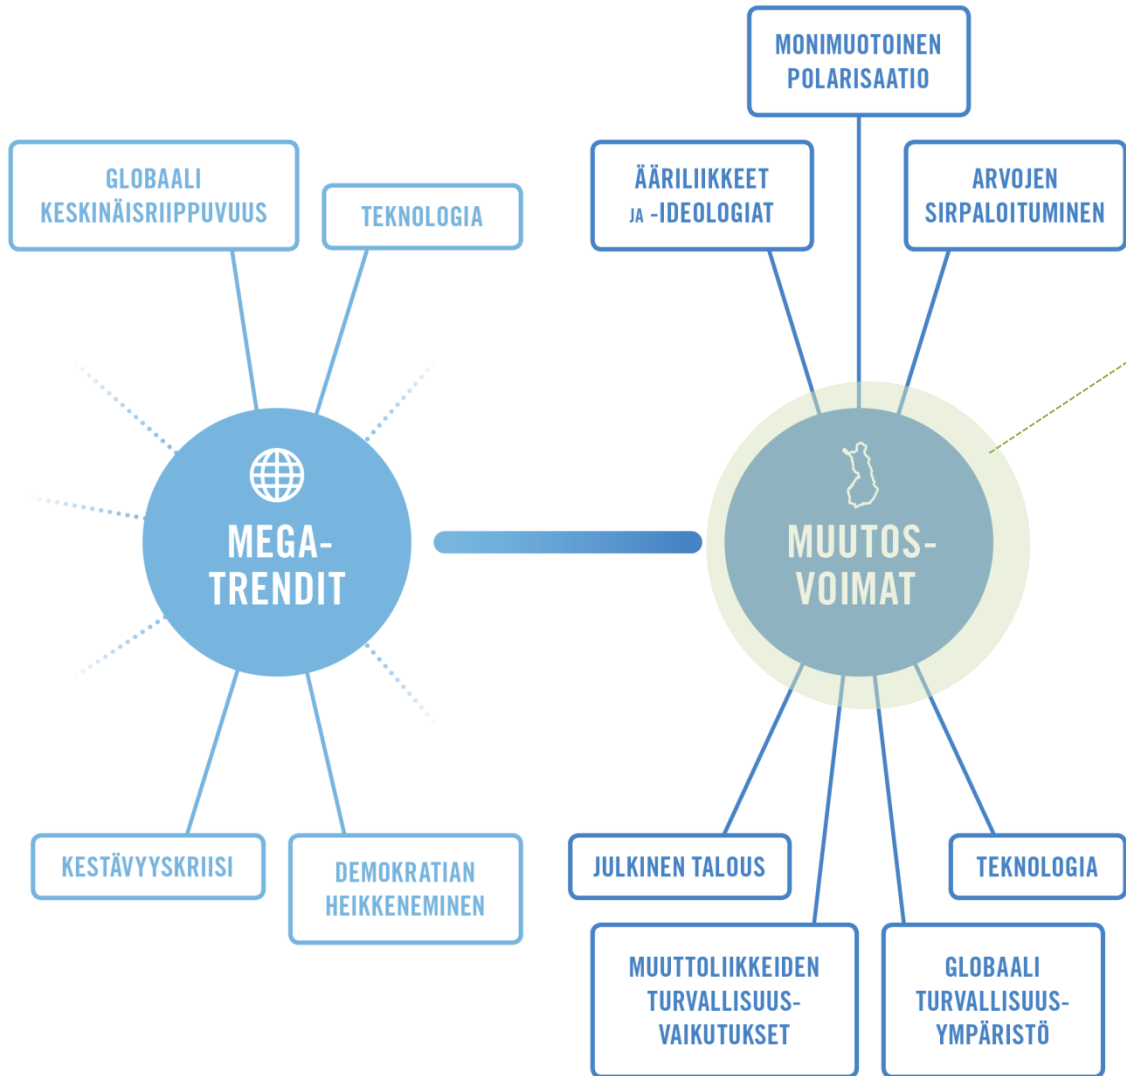 MONIMUOTOINEN
POLARISAATIO
GLOBAALI
KESKINÄISRIIPPUVUUS
TEKNOLOGIA
ÄÄRILIIKKEET
JA -IDEOLOGIAT
ARVOJEN
SIRPALOITUMINEN
MEGA-
TRENDIT
MUUTOS-
VOIMAT
KESTÄVYYSKRIISI
DEMOKRATIAN
HEIKKENEMINEN
JULKINEN TALOUS
TEKNOLOGIA
MUUTTOLIIKKEIDEN
TURVALLISUUS-
VAIKUTUKSET
GLOBAALI
TURVALLISUUS-
YMPÄRISTÖ